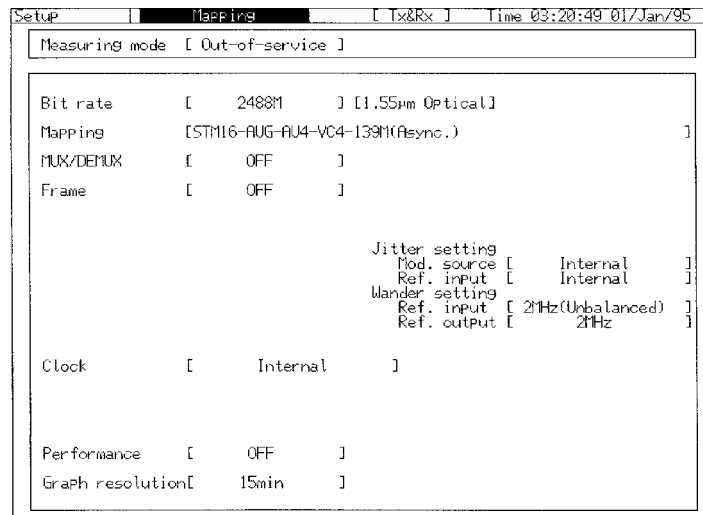 Setup Mapping [ Tx&Rx ] Time 03:20:49 01/Jan/95
Measuring mode [ Out-of-service ]
Bit rate [ 2488M ] [1.55µm Optical]
Mapping [STM16-AUG-AU4-VC4-139M(Async.) ]
MUX/DEMUX [ OFF ]
Frame [ OFF ]
Jitter setting
Mod. source [ Internal ]
Ref. input [ Internal ]
Wander setting
Ref. input [ 2MHz(Unbalanced) ]
Ref. output [ 2MHz ]
Clock [ Internal ]
Performance [ OFF ]
Graph resolution[ 15min ]